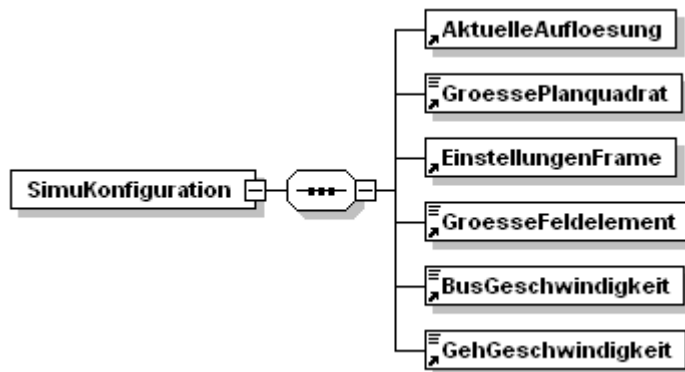 AktuelleAufloesung
GroessePlanquadrat
EinstellungenFrame
SimuKonfiguration
GroesseFeldelement
BusGeschwindigkeit
GehGeschwindigkeit